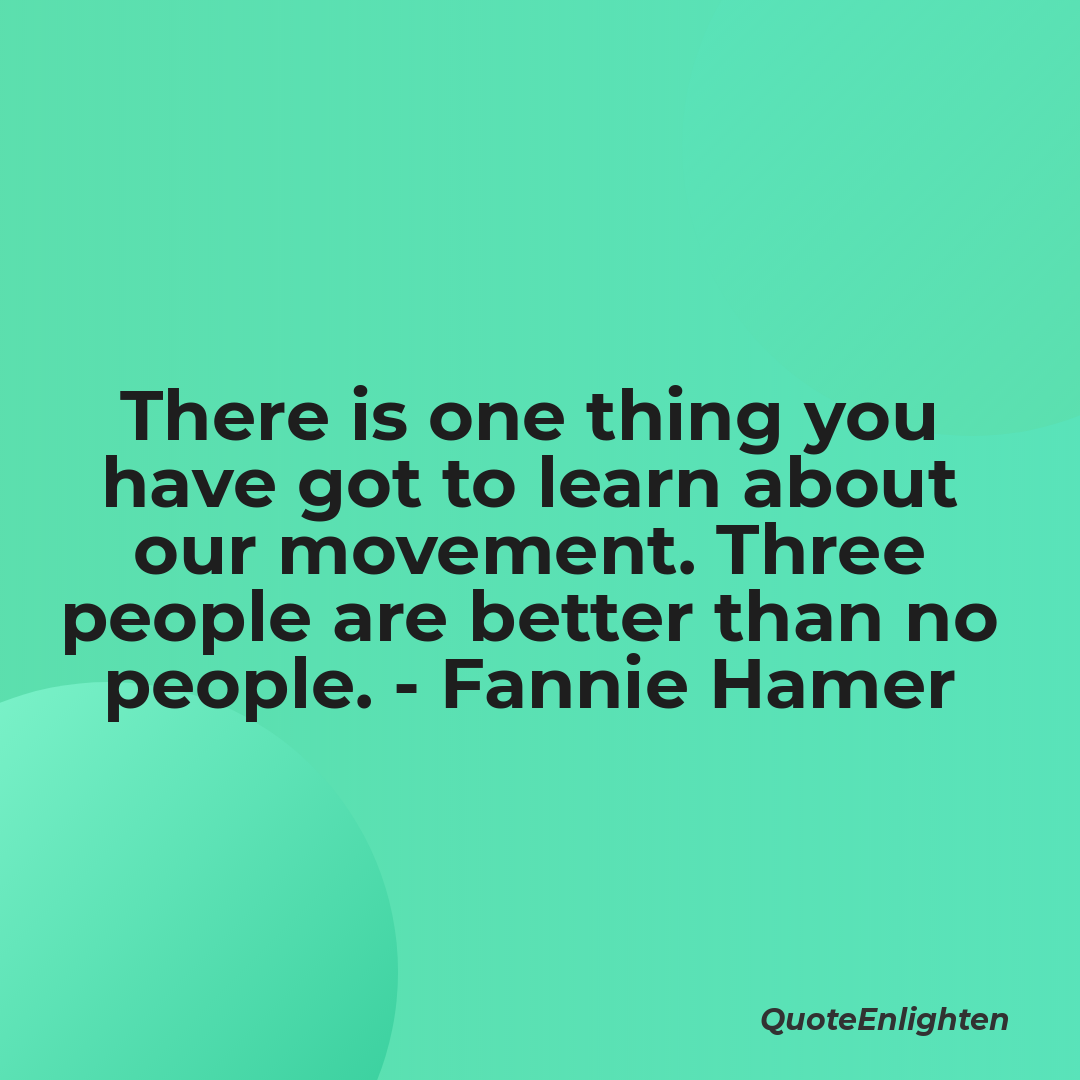 There is one thing you
have got to learn about
our movement. Three
people are better than no
people. - Fannie Hamer
QuoteEnlighten